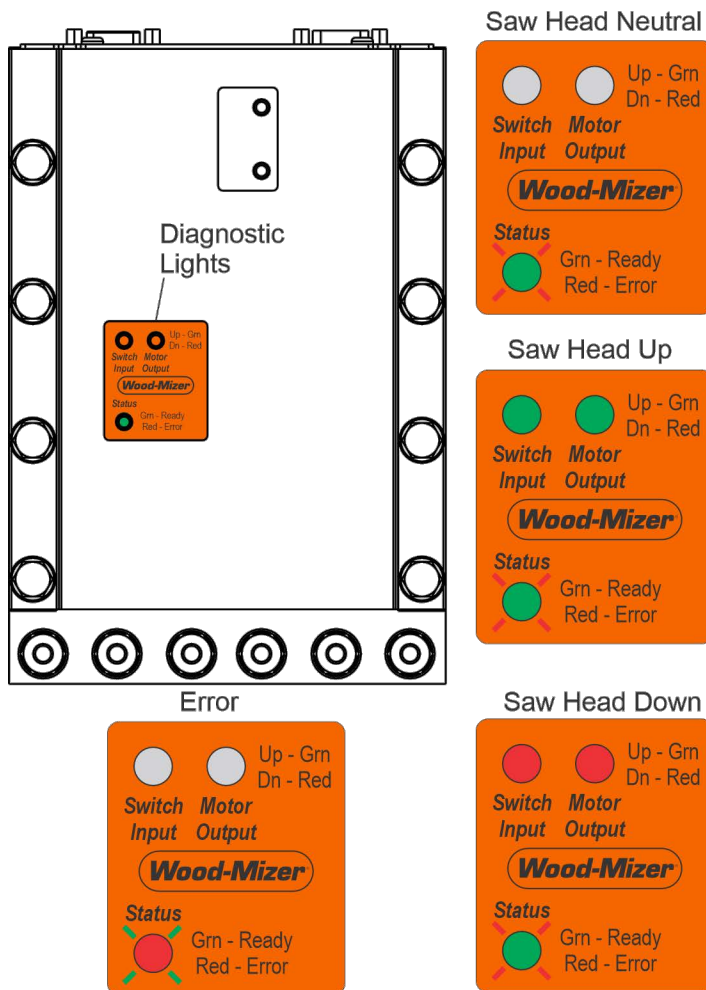 Saw Head Neutral
Up - Grn
Dn - Red
Switch Motor
Input Output
Wood-Mizer
Status
Grn - Ready
Red - Error
Diagnostic
Lights
Up - Grn
Dn - Red
Switch Motor
Input Output
Wood-Mizer
Status
Grn - Ready
Red - Error
Saw Head Up
Up - Grn
Dn - Red
Switch Motor
Input Output
Wood-Mizer
Status
Grn - Ready
Red - Error
Error
Up - Grn
Dn - Red
Switch Motor
Input Output
Wood-Mizer
Status
Grn - Ready
Red - Error
Saw Head Down
Up - Grn
Dn - Red
Switch Motor
Input Output
Wood-Mizer
Status
Grn - Ready
Red - Error